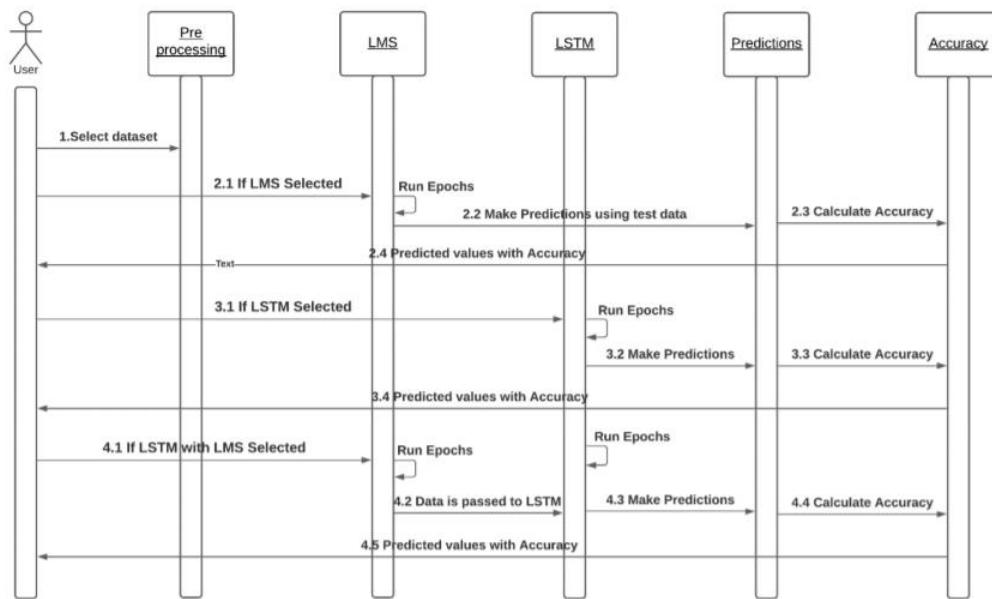 User
Pre
processing
LMS
LSTM
Predictions
Accuracy
1.Select dataset
2.1 If LMS Selected
Run Epochs
2.2 Make Predictions using test data
2.3 Calculate Accuracy
2.4 Predicted values with Accuracy
Text
3.1 If LSTM Selected
Run Epochs
3.2 Make Predictions
3.3 Calculate Accuracy
3.4 Predicted values with Accuracy
4.1 If LSTM with LMS Selected
Run Epochs
Run Epochs
4.2 Data is passed to LSTM
4.3 Make Predictions
4.4 Calculate Accuracy
4.5 Predicted values with Accuracy